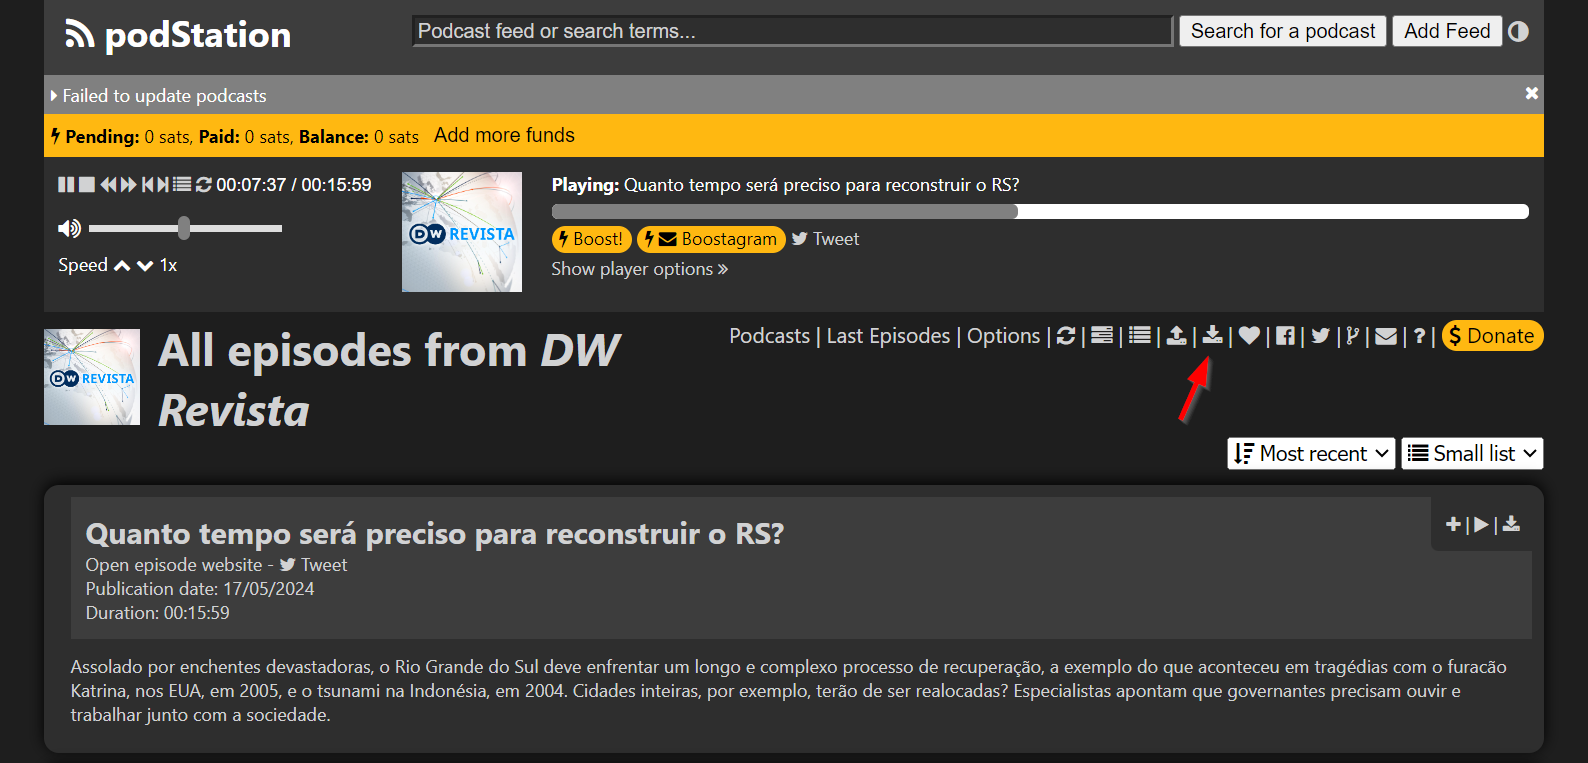 podStation
Podcast feed or search terms...
Search for a podcast
Add Feed
Failed to update podcasts
Pending: 0 sats, Paid: 0 sats, Balance: 0 sats Add more funds
00:07:37 / 00:15:59
Speed 1x
DW REVISTA
Playing: Quanto tempo será preciso para reconstruir o RS?
Boost! Boostagram Tweet
Show player options »
DW REVISTA
All episodes from DW
Revista
Podcasts | Last Episodes | Options | | | | | | | | | | | ? | $ Donate
Most recent
Small list
Quanto tempo será preciso para reconstruir o RS?
Open episode website - Tweet
Publication date: 17/05/2024
Duration: 00:15:59
Assolado por enchentes devastadoras, o Rio Grande do Sul deve enfrentar um longo e complexo processo de recuperação, a exemplo do que aconteceu em tragédias com o furacão
Katrina, nos EUA, em 2005, e o tsunami na Indonésia, em 2004. Cidades inteiras, por exemplo, terão de ser realocadas? Especialistas apontam que governantes precisam ouvir e
trabalhar junto com a sociedade.